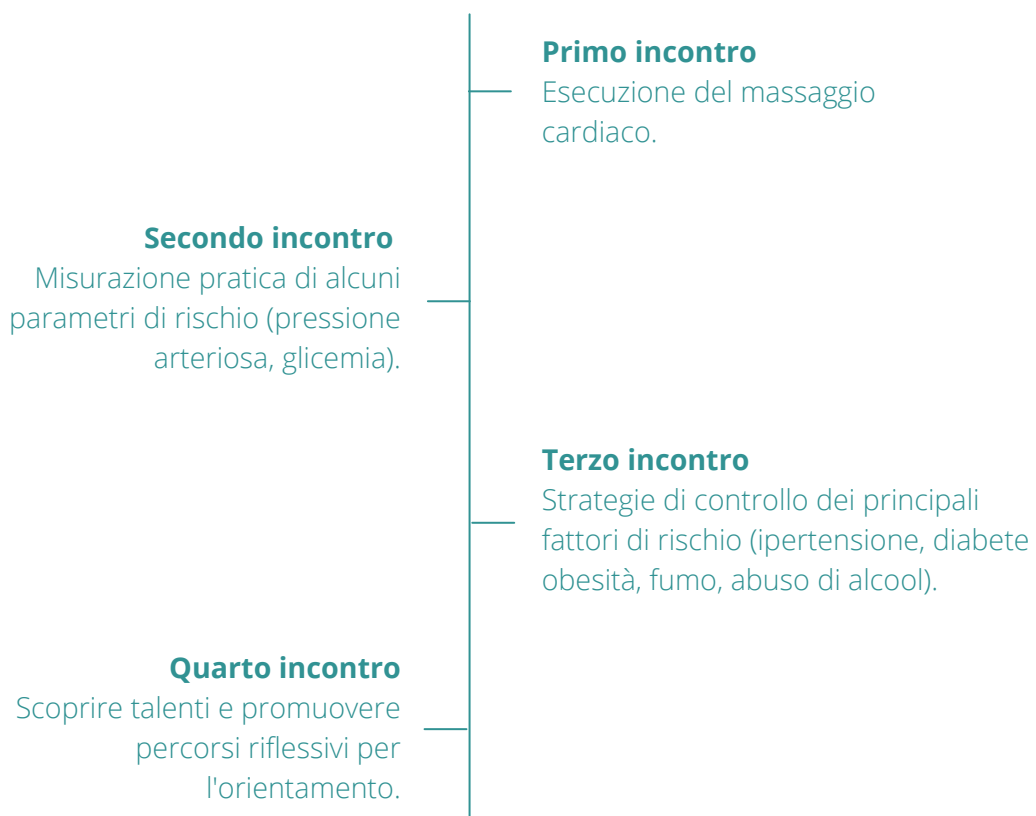 Primo incontro
Esecuzione del massaggio
cardiaco.
Secondo incontro
Misurazione pratica di alcuni
parametri di rischio (pressione
arteriosa, glicemia).
Terzo incontro
Strategie di controllo dei principali
fattori di rischio (ipertensione, diabete
obesità, fumo, abuso di alcool).
Quarto incontro
Scoprire talenti e promuovere
percorsi riflessivi per
l'orientamento.